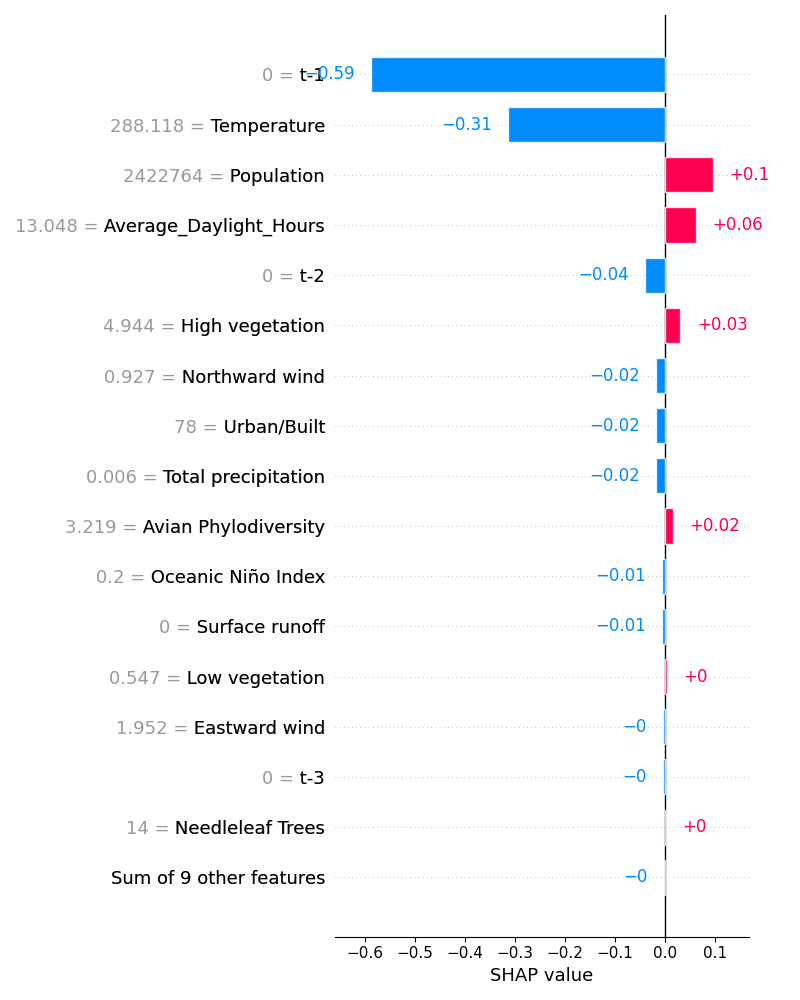 0 = t-1 −0.59
288.118 = Temperature −0.31
2422764 = Population +0.1
13.048 = Average_Daylight_Hours +0.06
0 = t-2 −0.04
4.944 = High vegetation +0.03
0.927 = Northward wind −0.02
78 = Urban/Built −0.02
0.006 = Total precipitation −0.02
3.219 = Avian Phylodiversity +0.02
0.2 = Oceanic Niño Index −0.01
0 = Surface runoff −0.01
0.547 = Low vegetation +0
1.952 = Eastward wind −0
0 = t-3 −0
14 = Needleleaf Trees +0
Sum of 9 other features −0
−0.6 −0.5 −0.4 −0.3 −0.2 −0.1 0.0 0.1
SHAP value